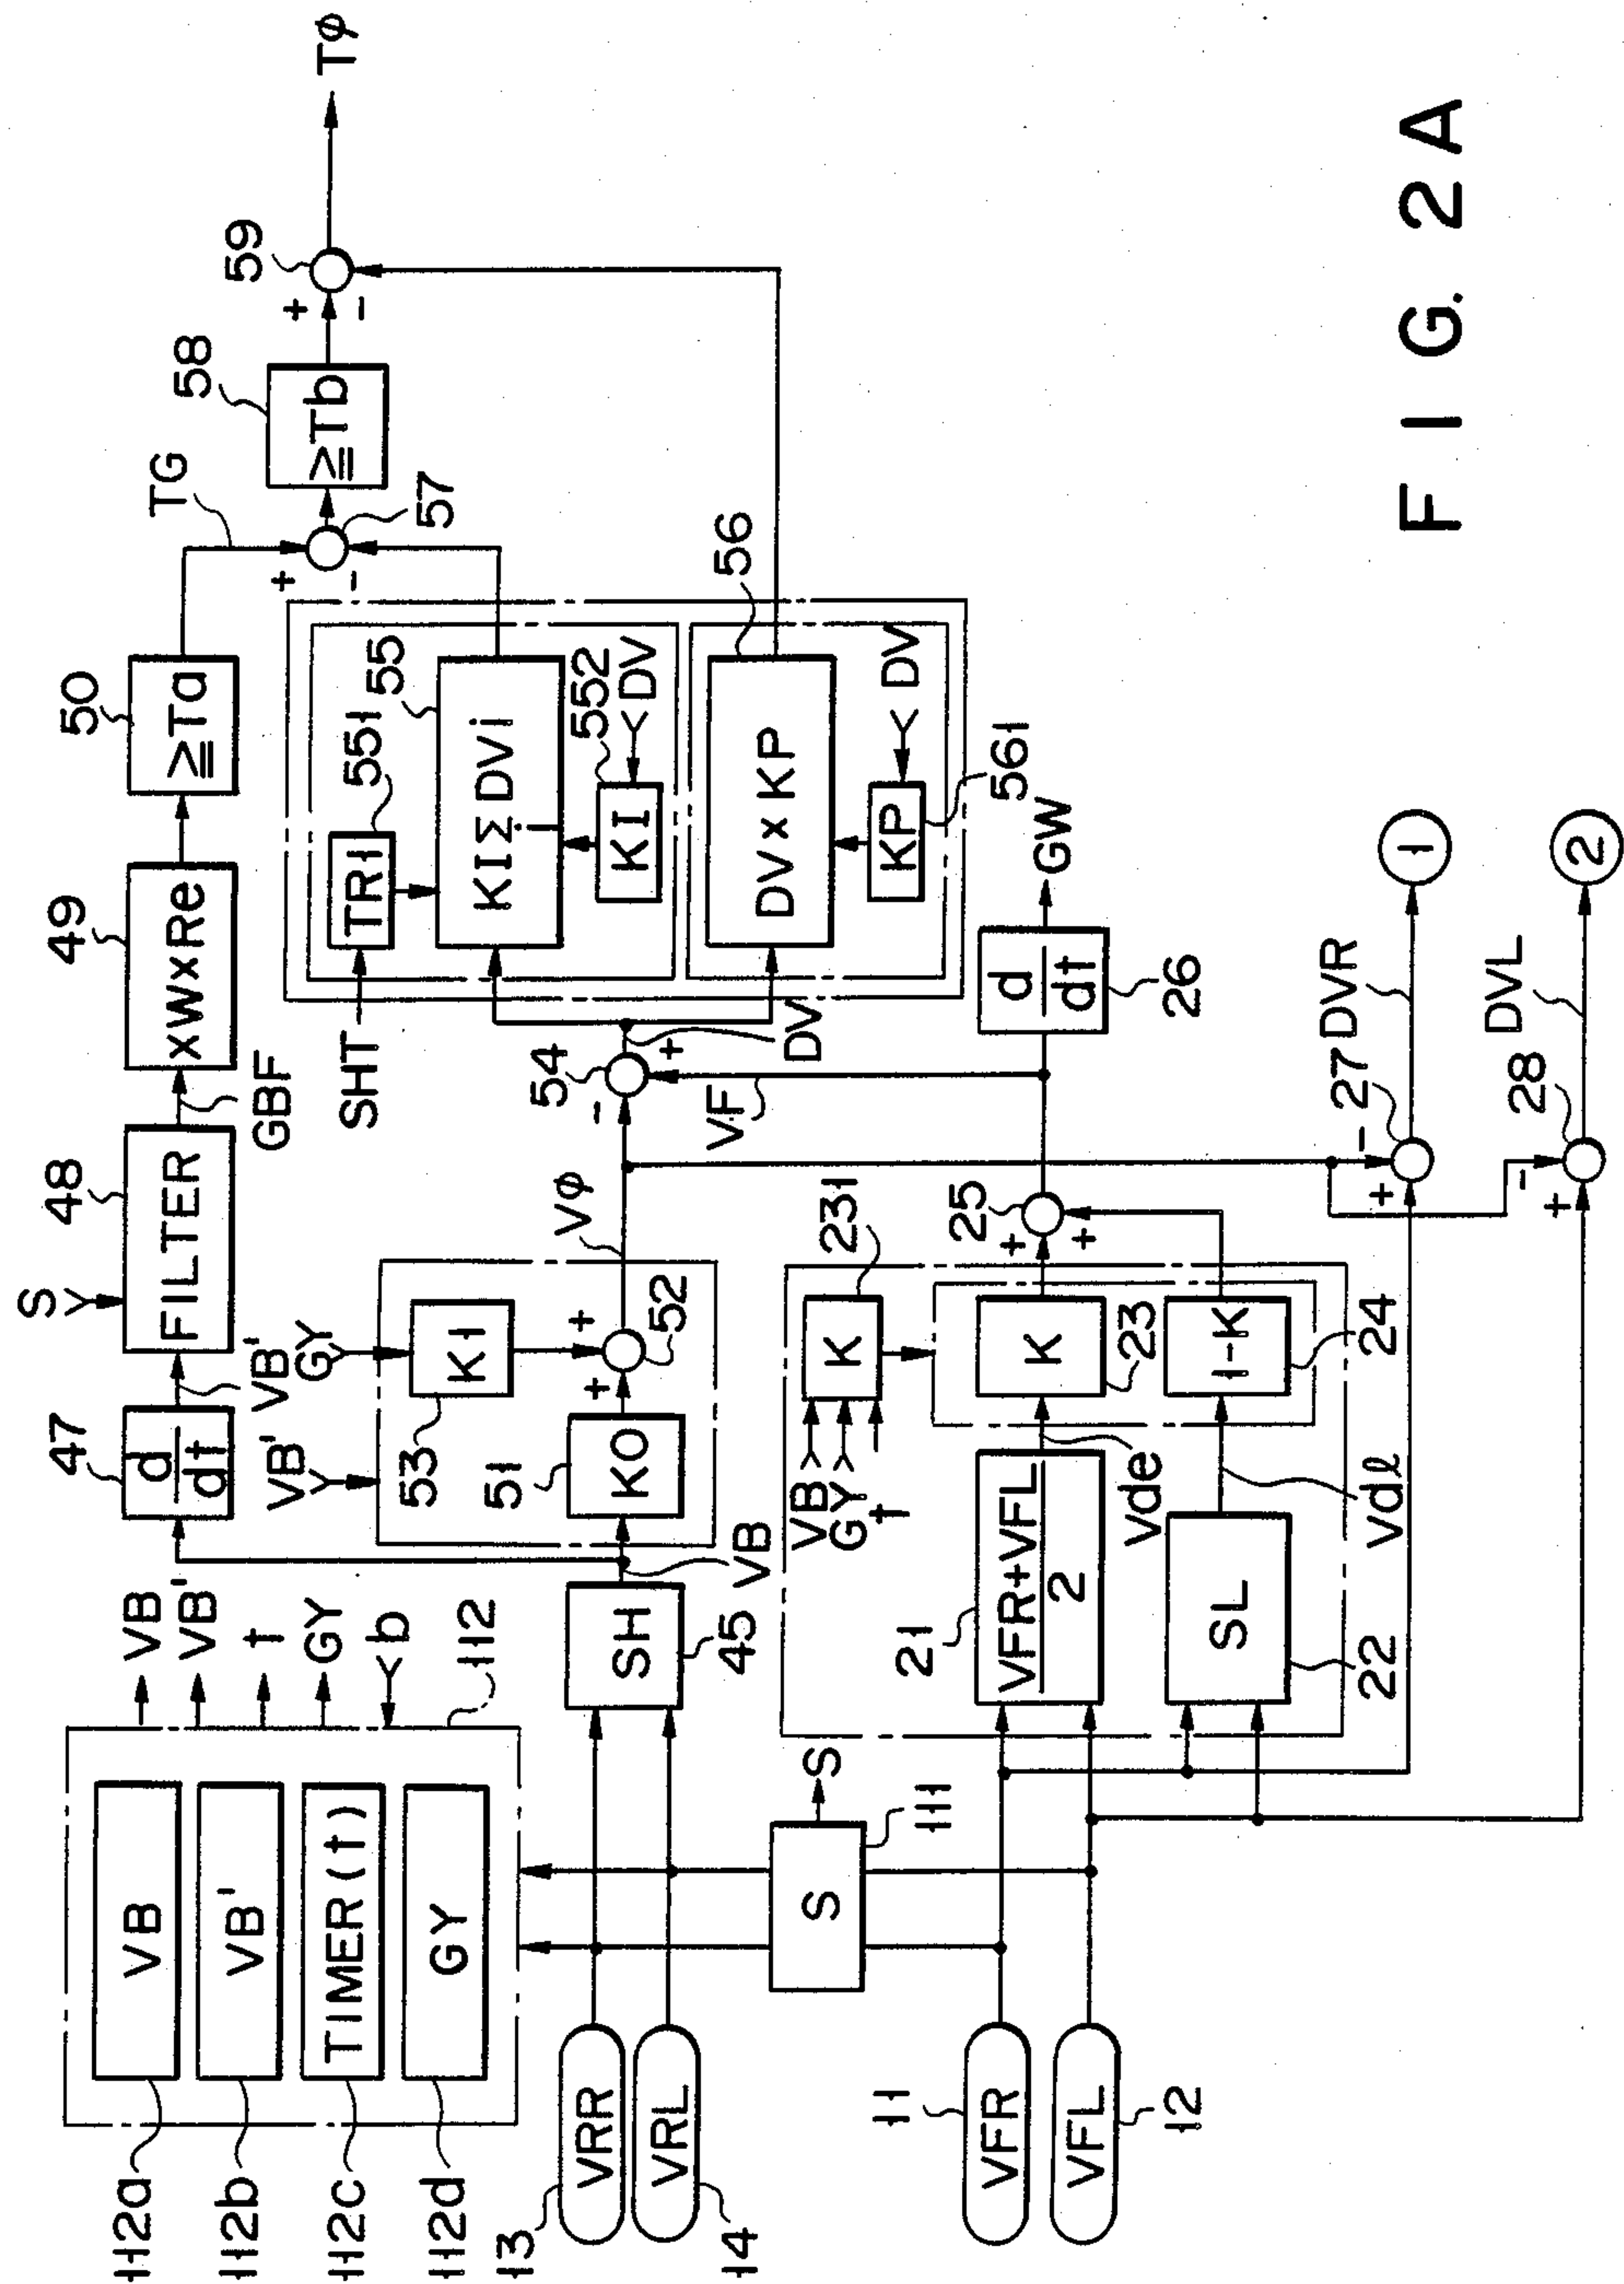 112a
VB
112b
VB'
112c
TIMER(t)
112d
GY
VB
VB'
t
GY
b
112
47
d
dt
VB'
S
48
FILTER
GBF
49
xWxRe
50
≧Ta
TG
57
58
≧Tb
59
Tφ
13
VRR
14
VRL
SH
45
VB
VB'
GY
53
K1
51
KO
52
Vφ
54
DV
VF
SHT
TR1
551
55
KIΣDVi
i
KI
552
DV
56
DV×KP
KP
561
DV
S
111
S
11
VFR
12
VFL
21
VFR+VFL
2
SL
22
Vde
Vdℓ
VB
GY
t
K
231
K
23
1-K
24
25
d
dt
26
GW
27
DVR
1
28
DVL
2
+
-
+
-
+
+
-
+
+
+
+
-
+
-
FIG. 2A